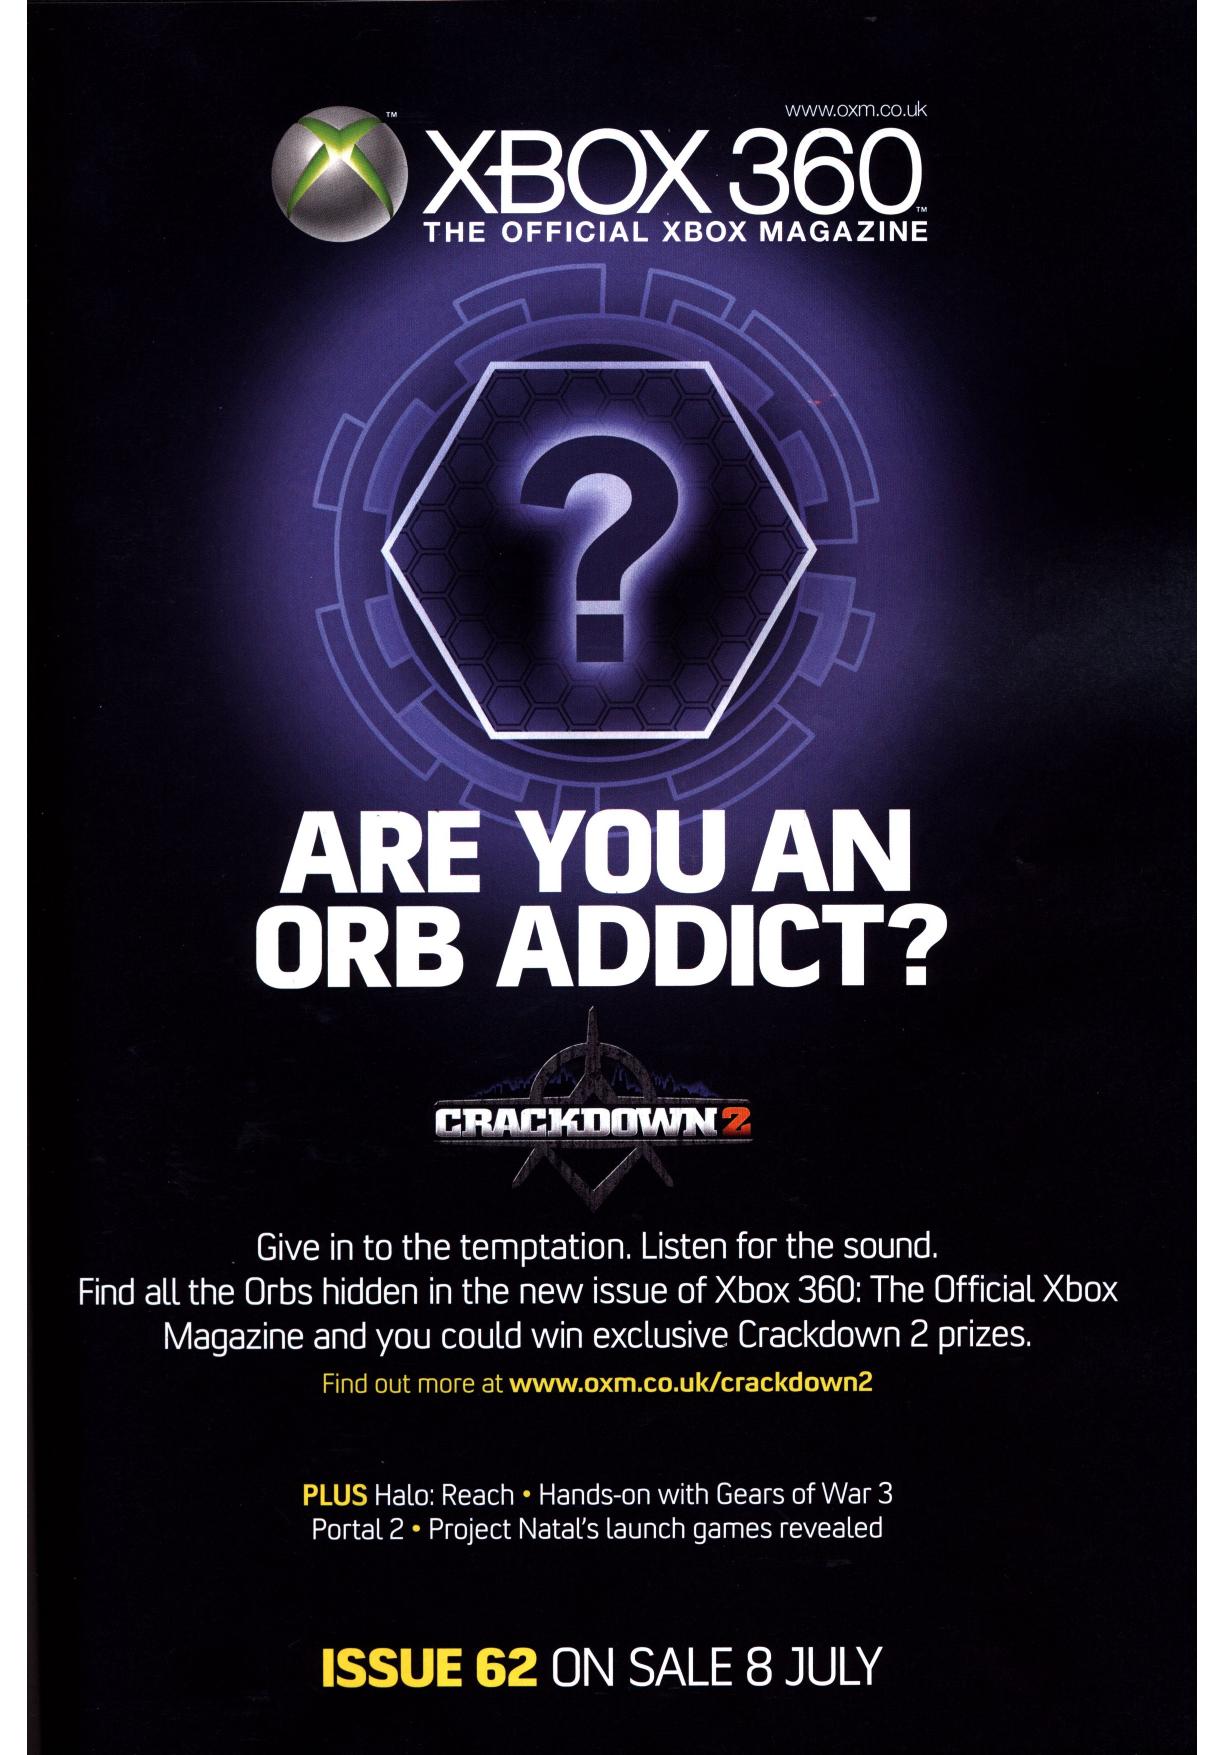 www.oxm.co.uk
XBOX 360™
THE OFFICIAL XBOX MAGAZINE
?
ARE YOU AN
ORB ADDICT?
CRACKDOWN 2
Give in to the temptation. Listen for the sound.
Find all the Orbs hidden in the new issue of Xbox 360: The Official Xbox
Magazine and you could win exclusive Crackdown 2 prizes.
Find out more at www.oxm.co.uk/crackdown2
PLUS Halo: Reach • Hands-on with Gears of War 3
Portal 2 • Project Natal's launch games revealed
ISSUE 62 ON SALE 8 JULY